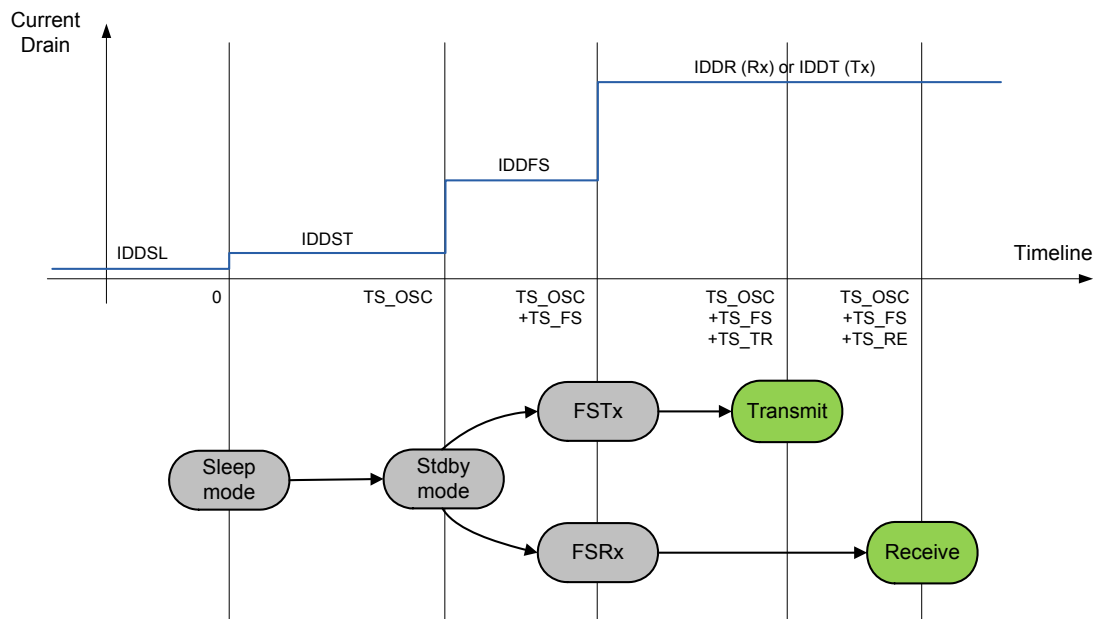 Current
Drain
IDDR (Rx) or IDDT (Tx)
IDDFS
IDDSL
IDDST
Timeline
0
TS_OSC
TS_OSC
+TS_FS
TS_OSC
+TS_FS
+TS_TR
TS_OSC
+TS_FS
+TS_RE
FSTx
Transmit
Sleep
mode
Stdby
mode
FSRx
Receive